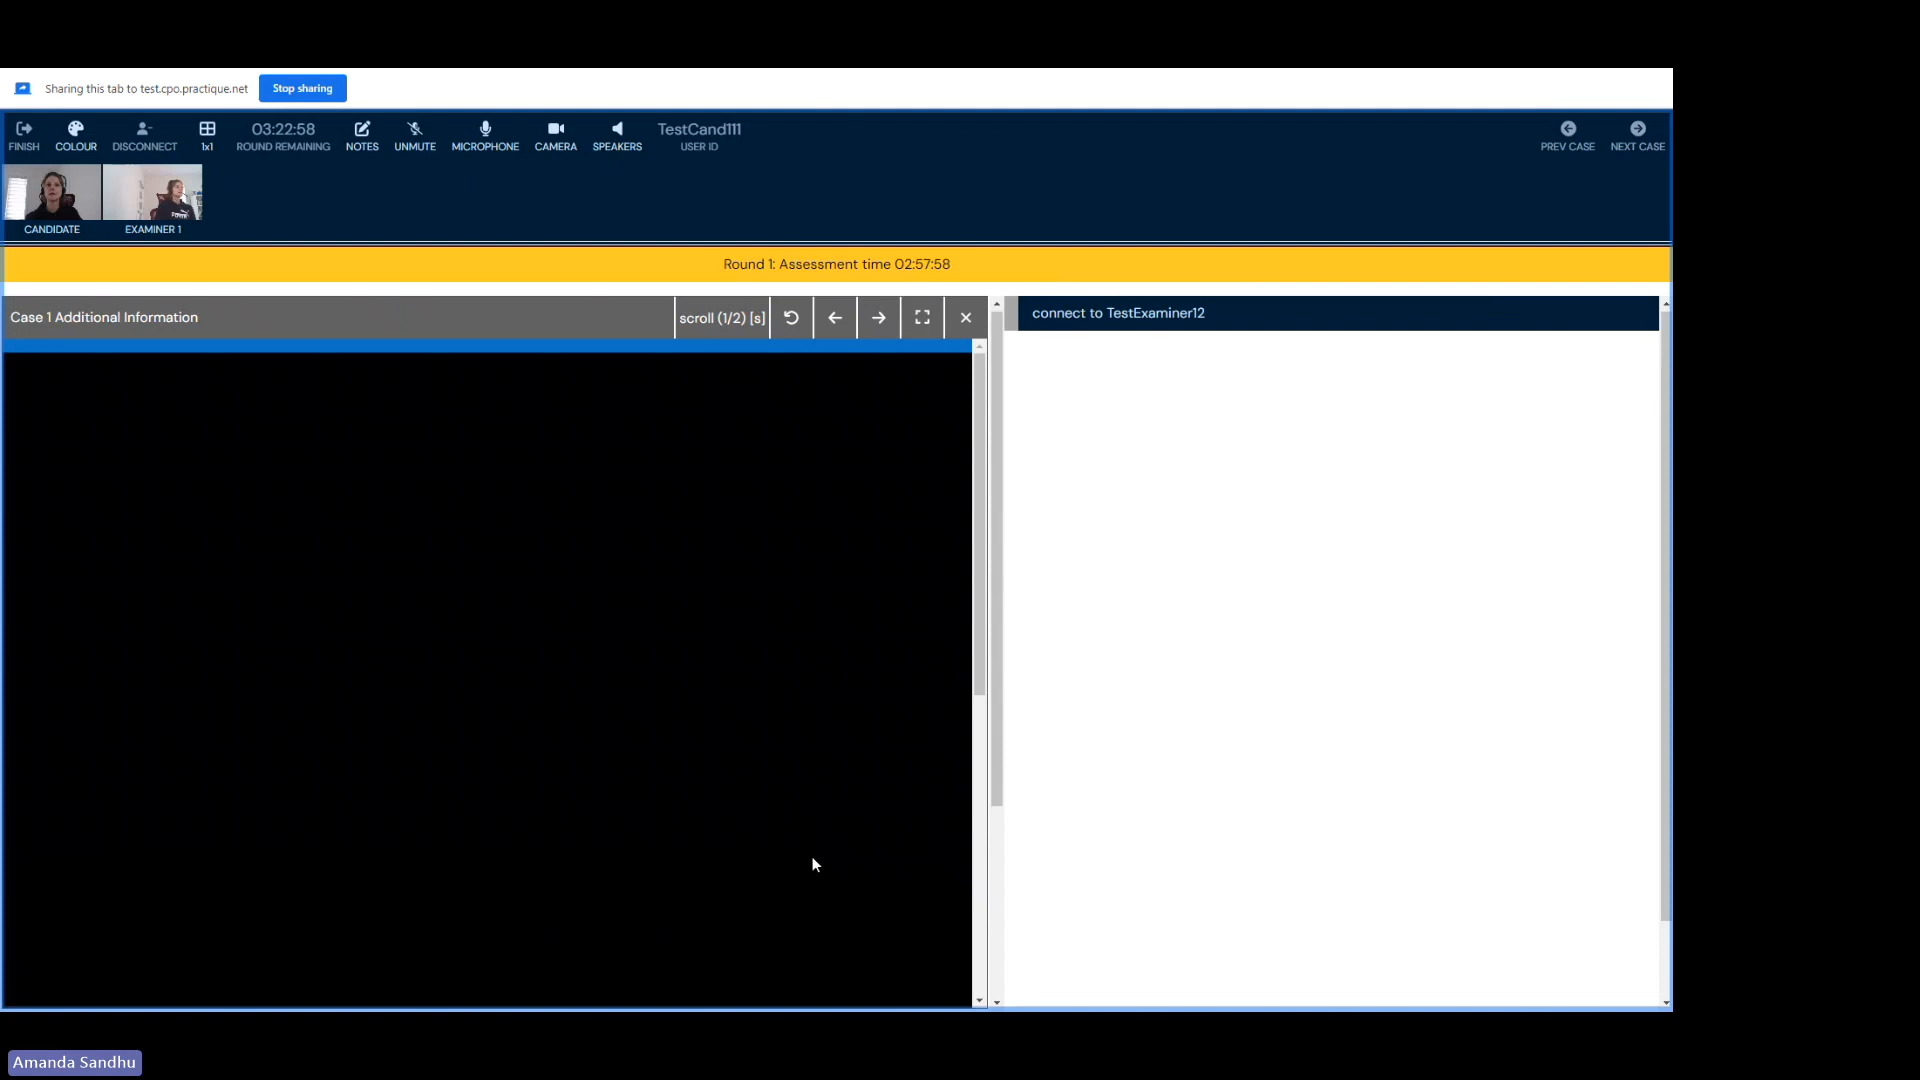 Sharing this tab to test.cpo.practique.net Stop sharing
FINISH COLOUR DISCONNECT 1x1 03:22:58 ROUND REMAINING NOTES UNMUTE MICROPHONE CAMERA SPEAKERS TestCand111 USER ID PREV CASE NEXT CASE
CANDIDATE EXAMINER 1
Round 1: Assessment time 02:57:58
Case 1 Additional Information scroll (1/2) [s]
connect to TestExaminer12
Amanda Sandhu